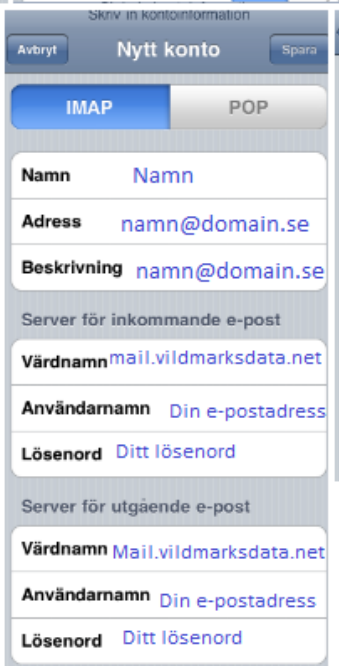 Skriv in kontoinformation
Avbryt Nytt konto Spara
IMAP POP
Namn Namn
Adress namn@domain.se
Beskrivning namn@domain.se
Server för inkommande e-post
Värdnamn mail.vildmarksdata.net
Användarnamn Din e-postadress
Lösenord Ditt lösenord
Server för utgående e-post
Värdnamn Mail.vildmarksdata.net
Användarnamn Din e-postadress
Lösenord Ditt lösenord